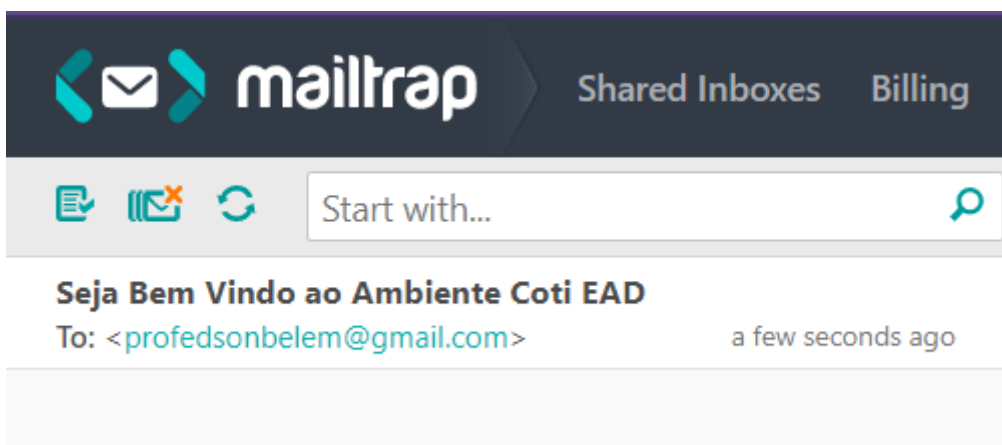 mailtrap Shared Inboxes Billing
Start with...
Seja Bem Vindo ao Ambiente Coti EAD
To: <profedsonbelem@gmail.com> a few seconds ago